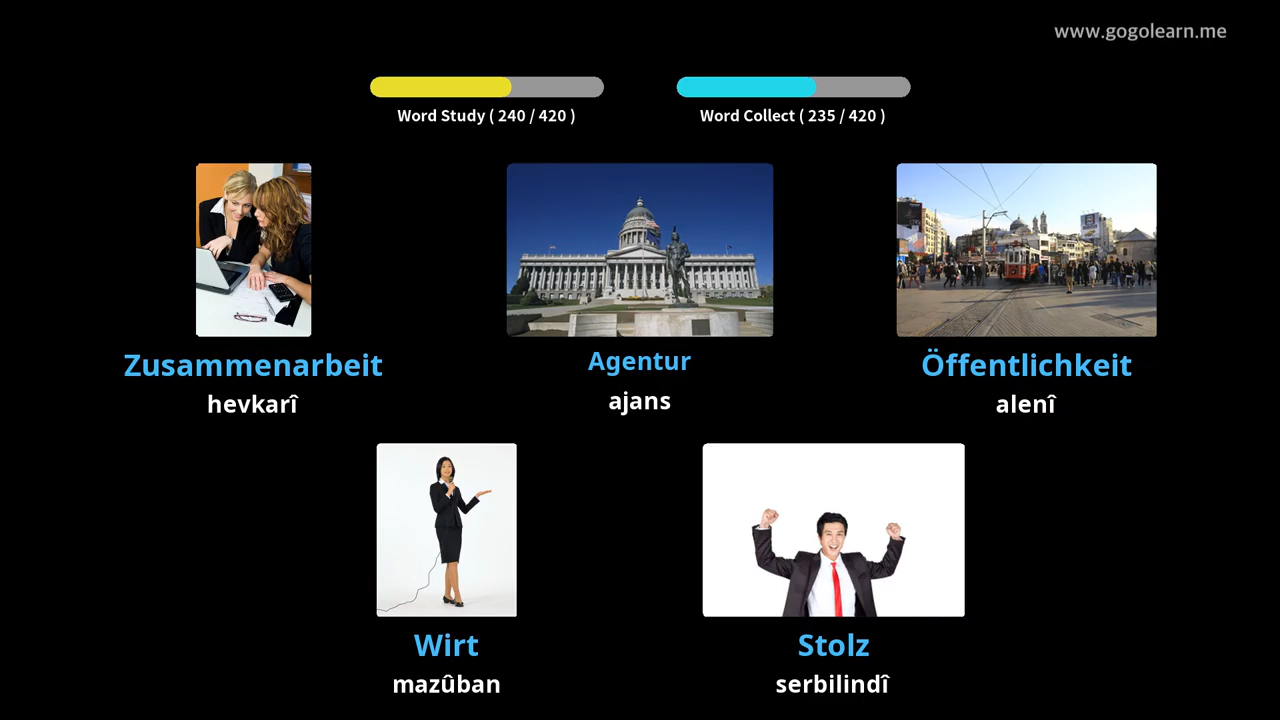 www.gogolearn.me
Word Study ( 240 / 420 )
Word Collect ( 235 / 420 )
Zusammenarbeit
hevkarî
Agentur
ajans
Öffentlichkeit
alenî
Wirt
mazûban
Stolz
serbilindî